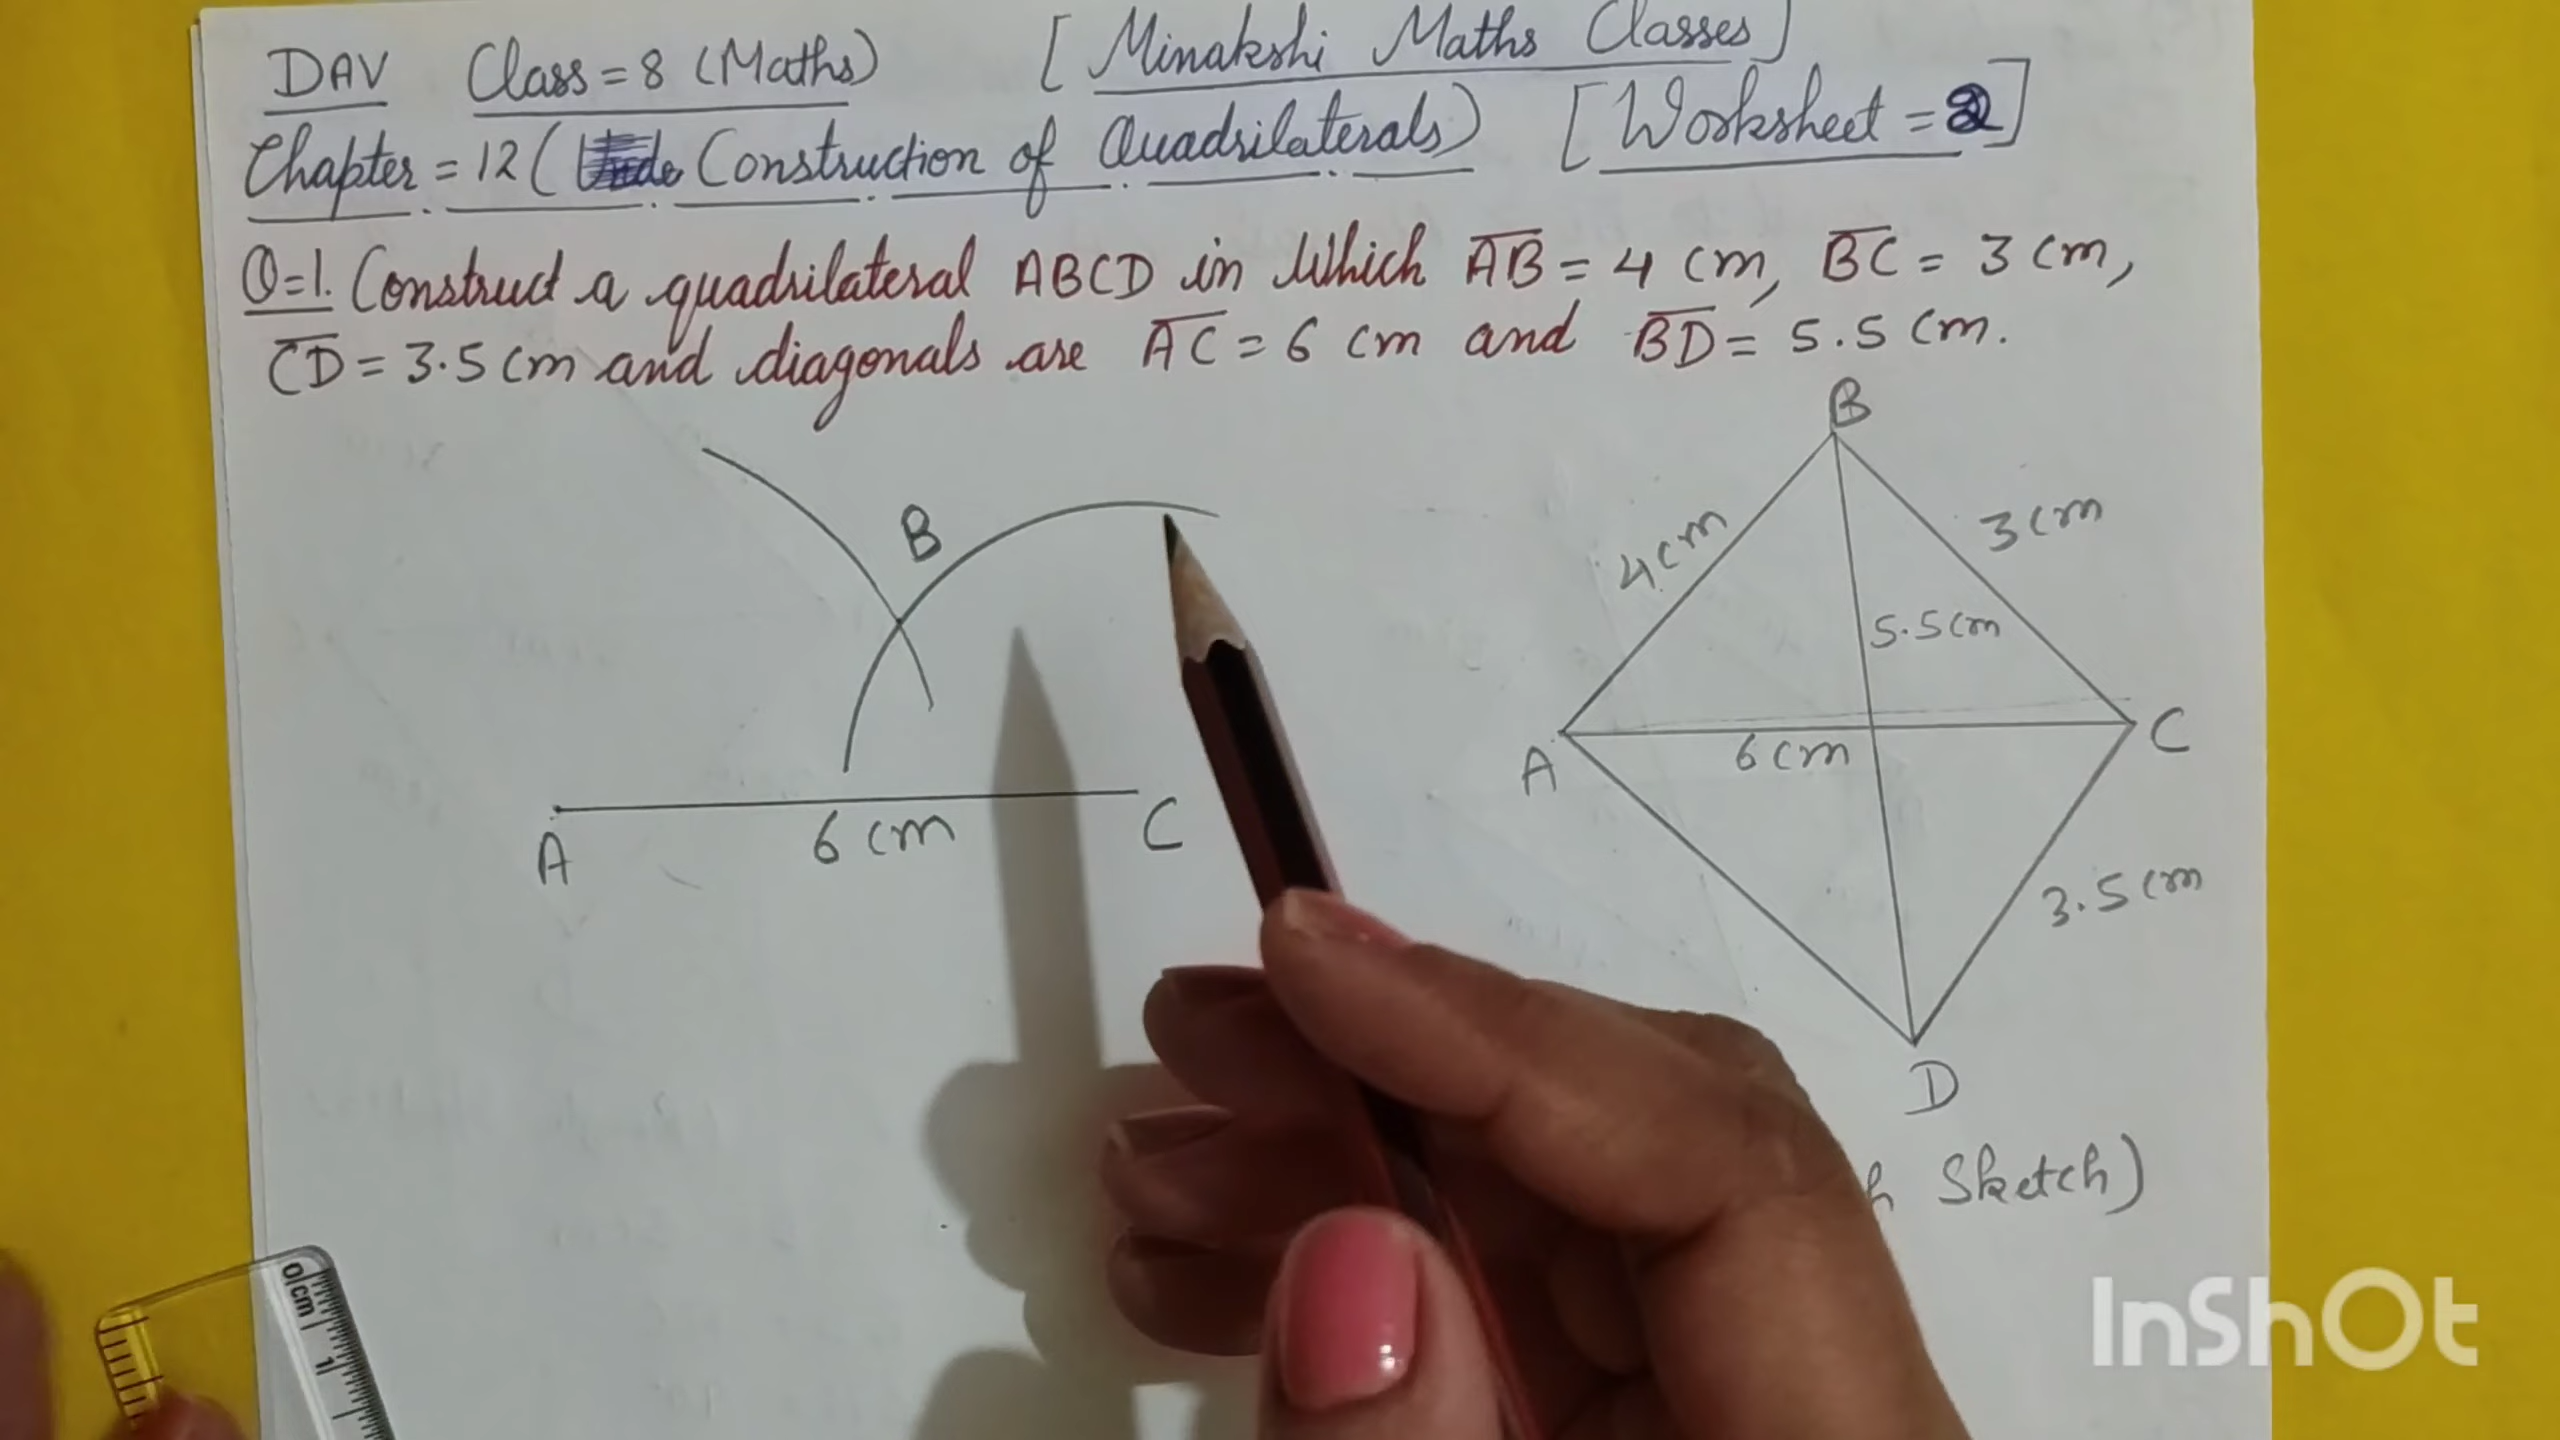 DAV Class = 8 (Maths) [Minakshi Maths Classes]
Chapter = 12 (Construction of Quadrilaterals) [Worksheet = 2]
Q=1. Construct a quadrilateral ABCD in which AB = 4 cm, BC = 3 cm,
CD = 3.5 cm and diagonals are AC = 6 cm and BD = 5.5 cm.
B
B
4 cm
3 cm
5.5 cm
A
6 cm
C
A
6 cm
C
3.5 cm
D
h Sketch)
0 cm
1
InShOt